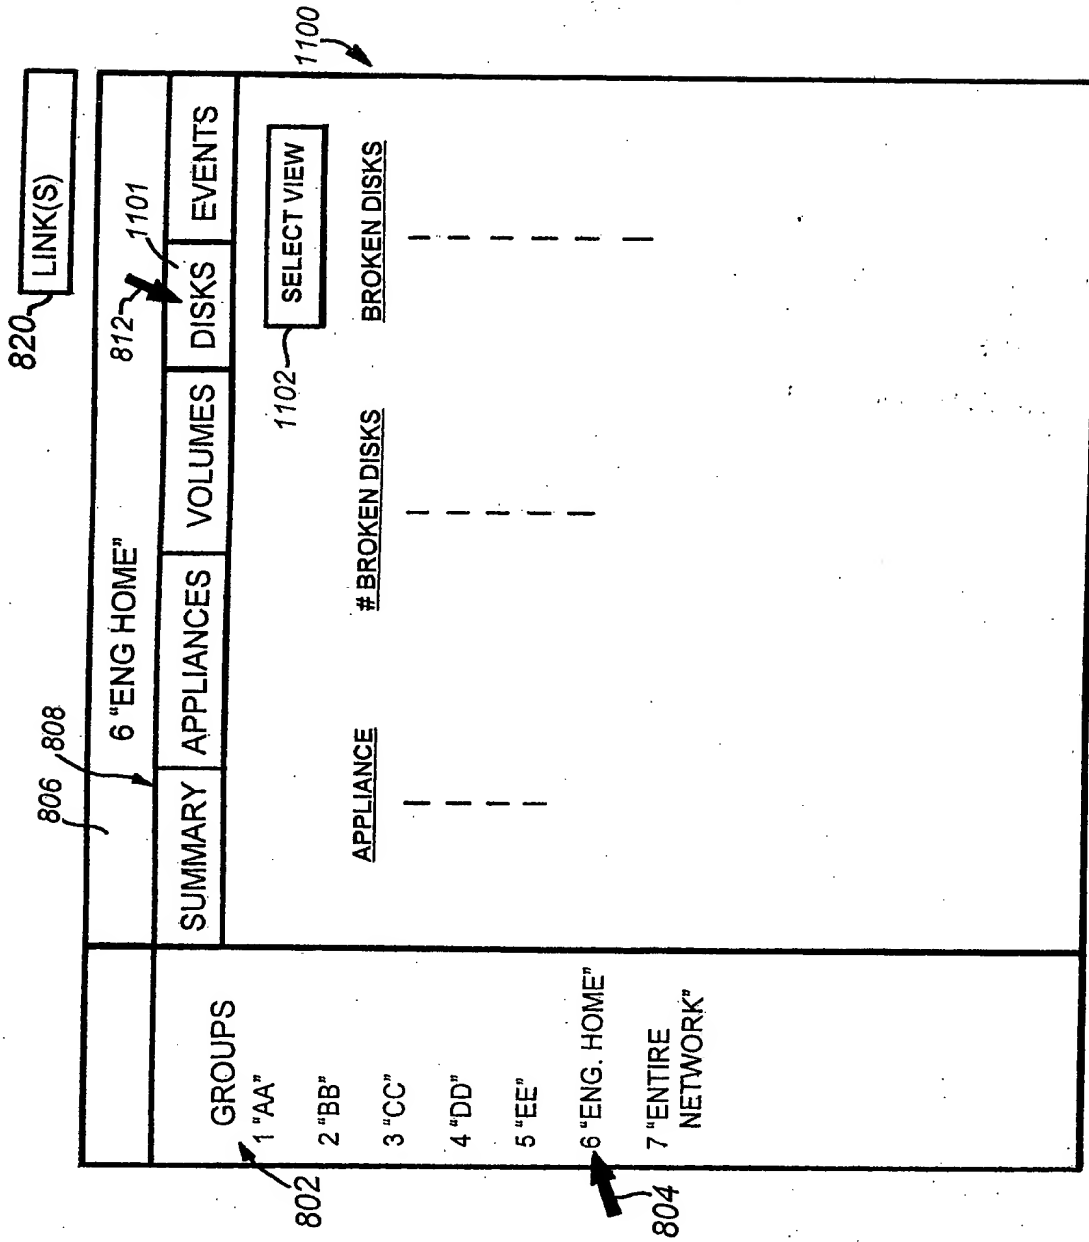 820
LINK(S)
806
808
6 "ENG HOME"
812
1101
1100
SUMMARY
APPLIANCES
VOLUMES
DISKS
EVENTS
1102
SELECT VIEW
APPLIANCE
# BROKEN DISKS
BROKEN DISKS
802
GROUPS
1 "AA"
2 "BB"
3 "CC"
4 "DD"
5 "EE"
6 "ENG. HOME"
7 "ENTIRE
NETWORK"
804